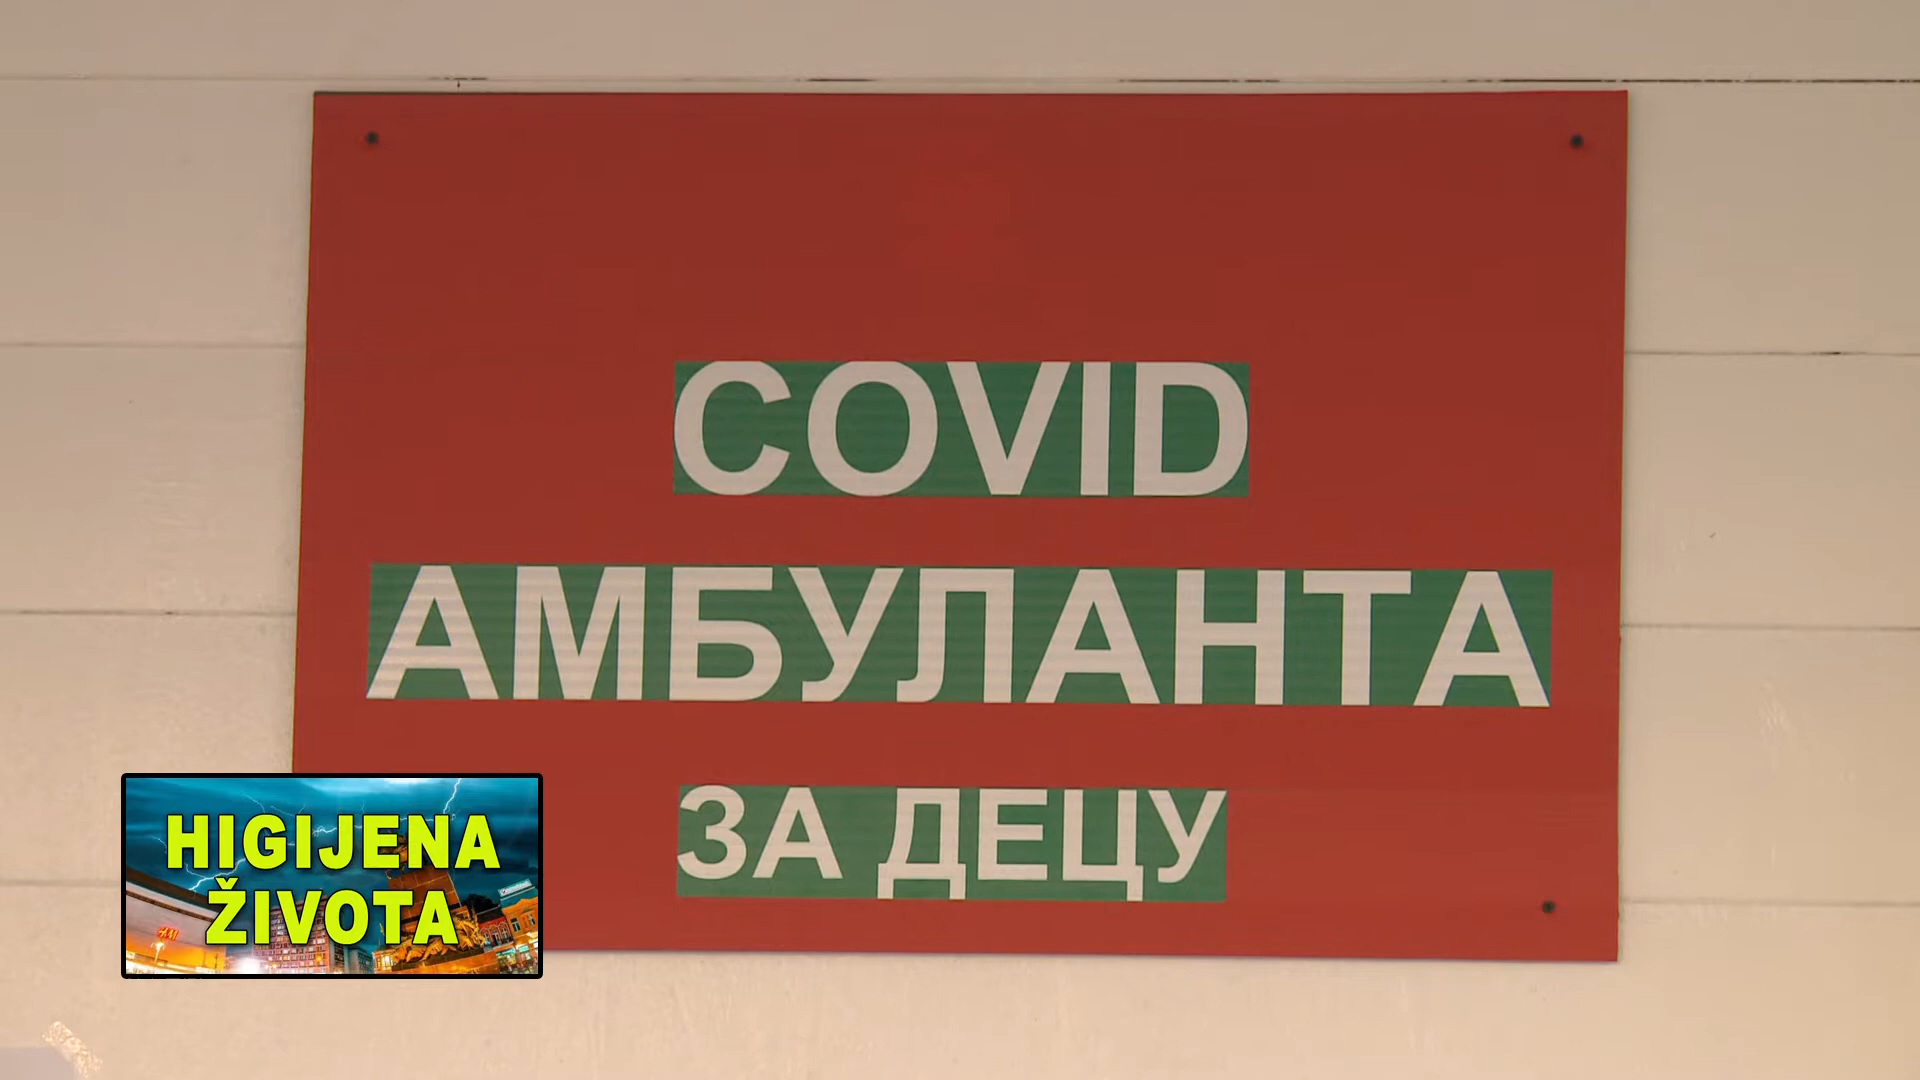 COVID
АМБУЛАНТА
ЗА ДЕЦУ
HIGIJENA
ŽIVOTA
H&M